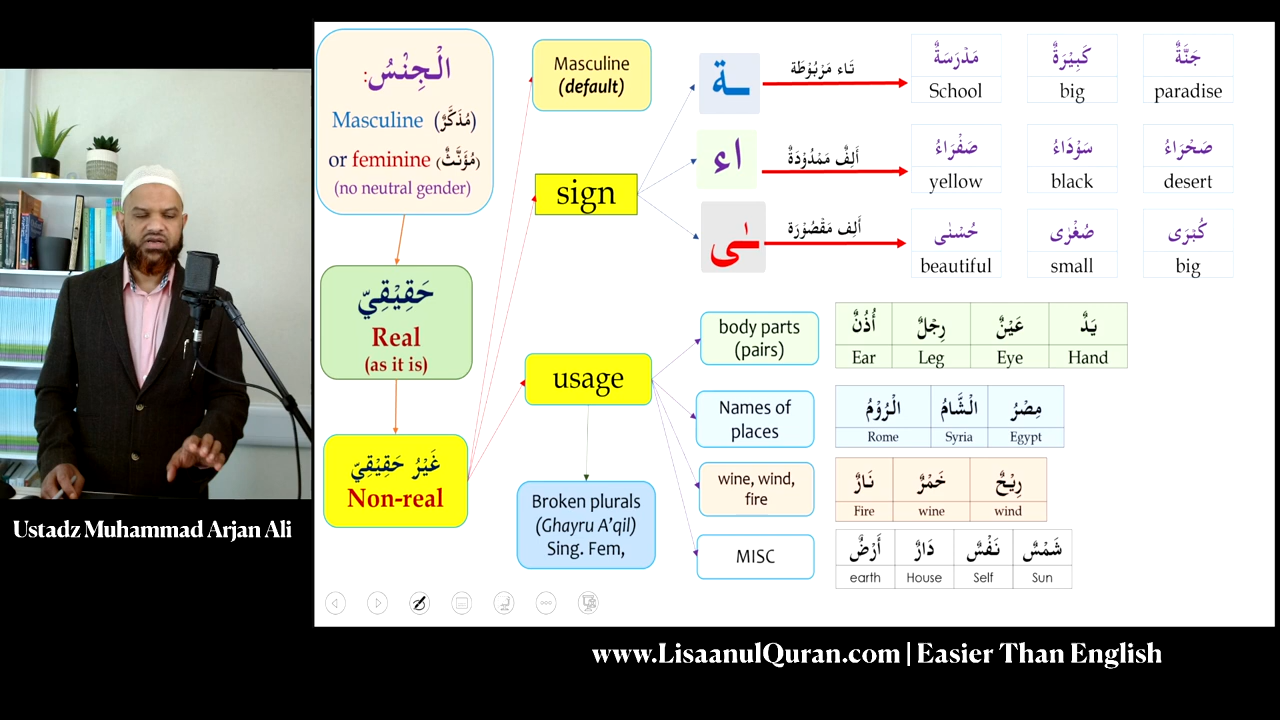 الْجِنْسُ:
Masculine (مُذَكَّرٌ)
or feminine (مُؤَنَّثٌ)
(no neutral gender)
حَقِيْقِيّ
Real
(as it is)
غَيْرُ حَقِيْقِيّ
Non-real
Masculine
(default)
sign
usage
Broken plurals
(Ghayru A'qil)
Sing. Fem,
ـة
تَاء مَرْبُوْطَة
مَدْرَسَةٌ
School
كَبِيْرَةٌ
big
جَنَّةٌ
paradise
اء
أَلِفٌ مَمْدُوْدَةٌ
صَفْرَاءُ
yellow
سَوْدَاءُ
black
صَحْرَاءُ
desert
ـىٰ
أَلِف مَقْصُوْرَة
حُسْنٰى
beautiful
صُغْرٰى
small
كُبْرَى
big
body parts
(pairs)
أُذُنٌ رِجْلٌ عَيْنٌ يَدٌ
Ear Leg Eye Hand
Names of
places
الْرُوْمُ الْشَّامُ مِصْرُ
Rome Syria Egypt
wine, wind,
fire
نَارٌ خَمْرٌ رِيْحٌ
Fire wine wind
MISC
أَرْضٌ دَارٌ نَفْسٌ شَمْسٌ
earth House Self Sun
Ustadz Muhammad Arjan Ali
www.LisaanulQuran.com | Easier Than English